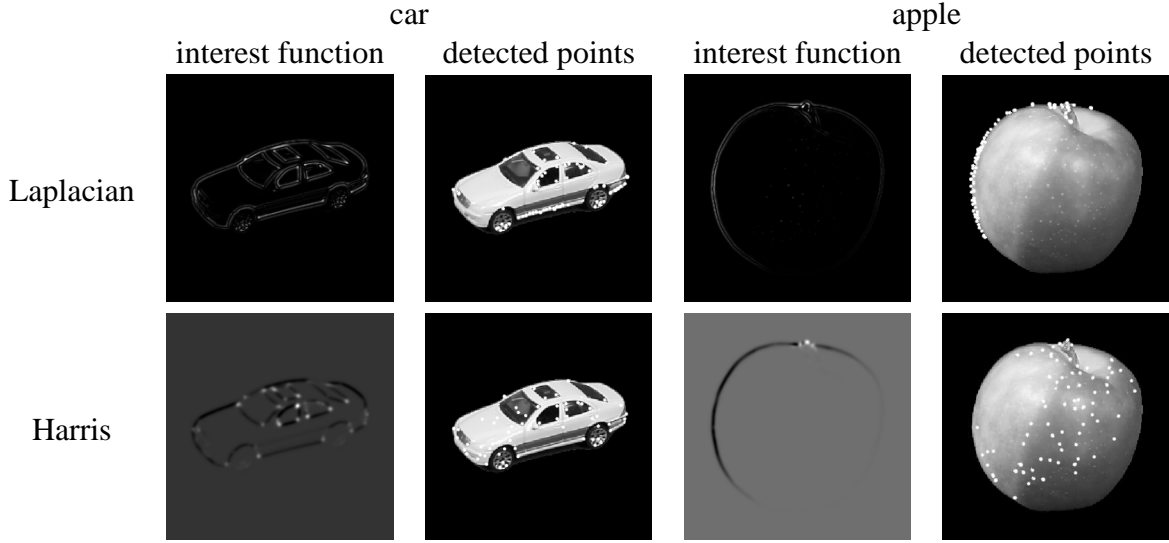 car apple
interest function detected points interest function detected points
Laplacian
Harris